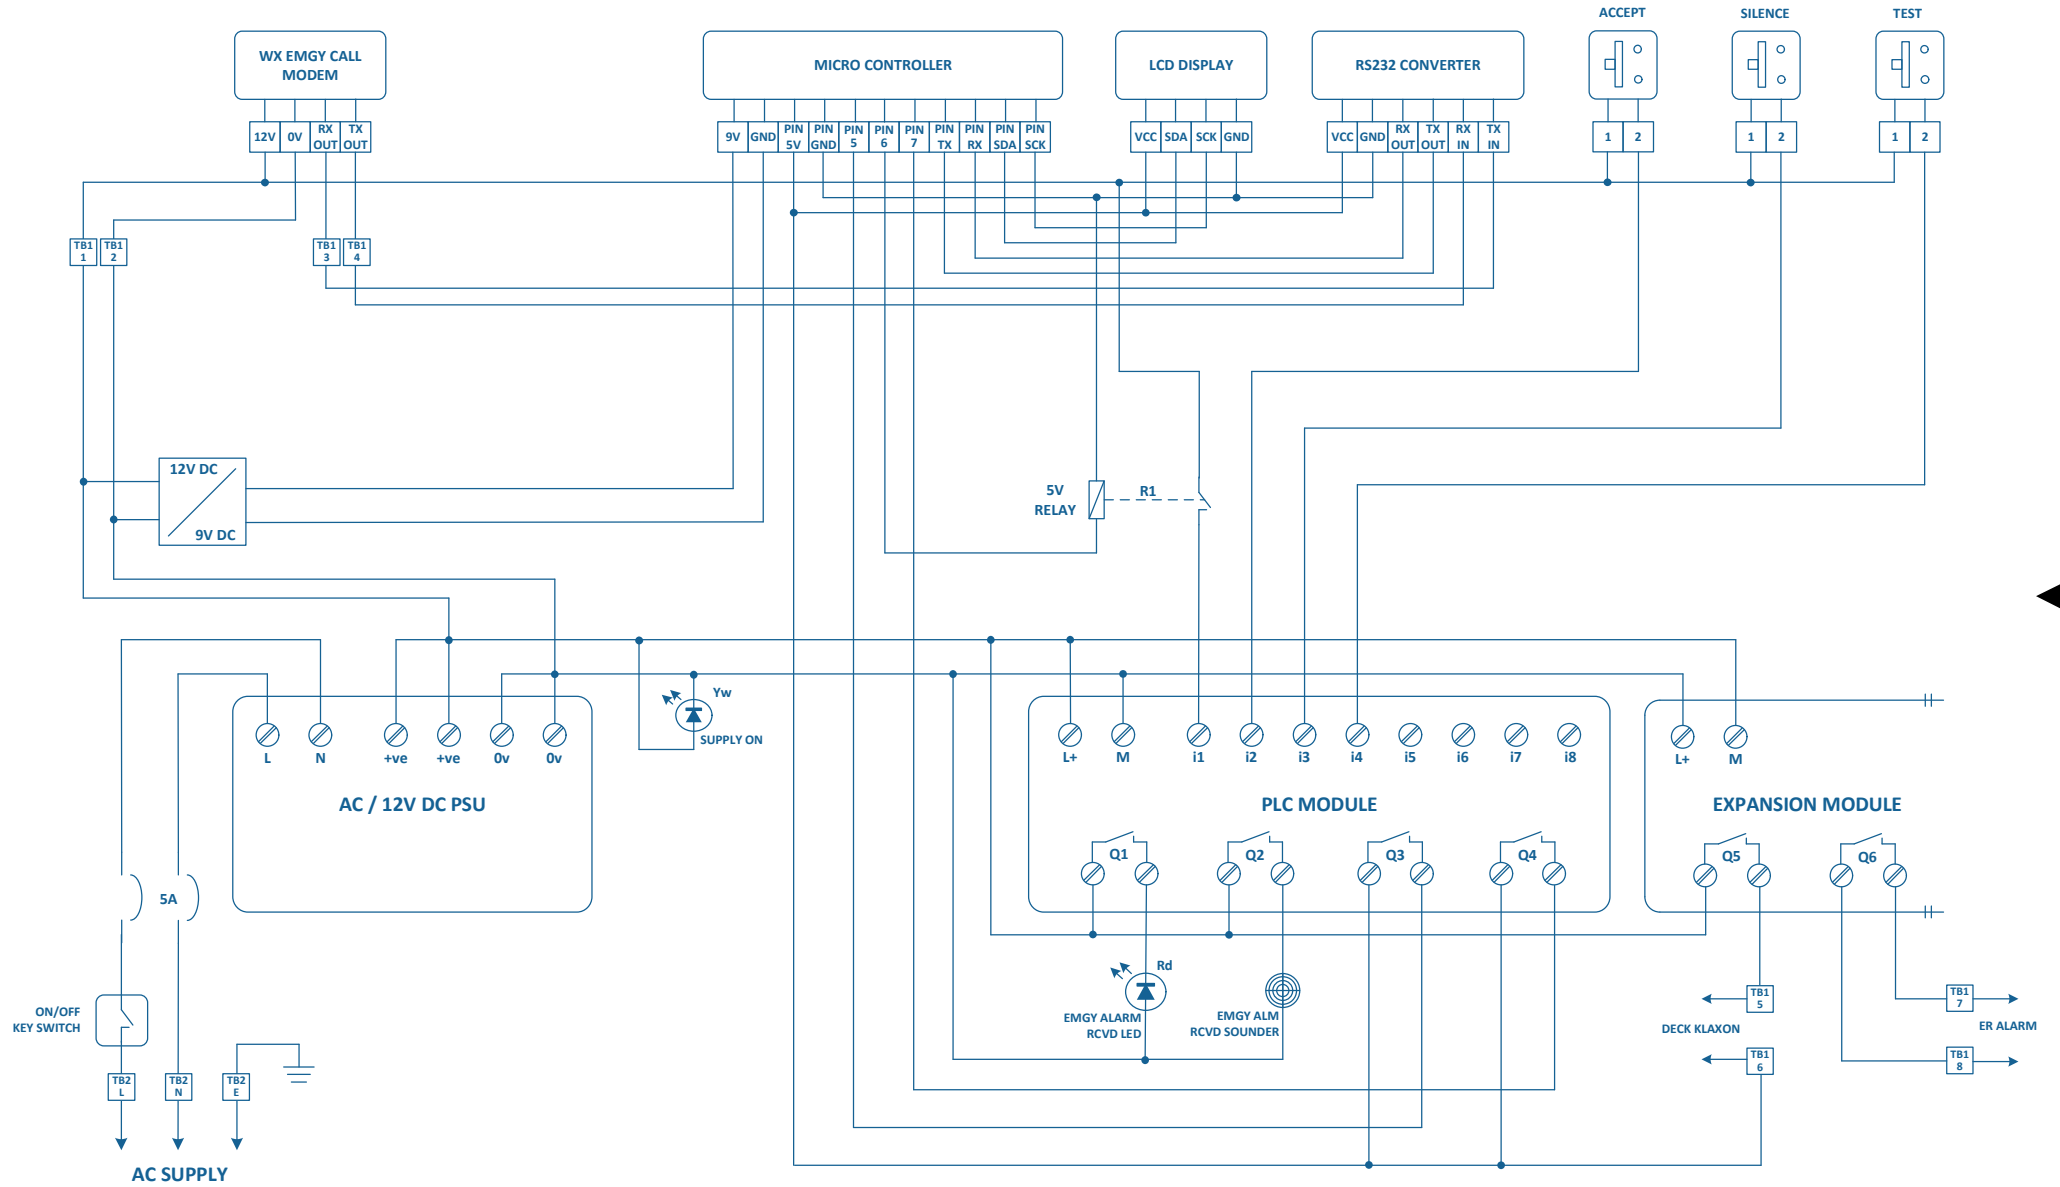 ACCEPT
SILENCE
TEST
WX EMGY CALL
MODEM
MICRO CONTROLLER
LCD DISPLAY
RS232 CONVERTER
12V
0V
RX
OUT
TX
OUT
9V
GND
PIN
5V
PIN
GND
PIN
5
PIN
6
PIN
7
PIN
TX
PIN
RX
PIN
SDA
PIN
SCK
VCC
SDA
SCK
GND
VCC
GND
RX
OUT
TX
OUT
RX
IN
TX
IN
1
2
1
2
1
2
TB1
1
TB1
2
TB1
3
TB1
4
12V DC
9V DC
5V
RELAY
R1
Yw
SUPPLY ON
L
N
+ve
+ve
0v
0v
AC / 12V DC PSU
L+
M
i1
i2
i3
i4
i5
i6
i7
i8
PLC MODULE
L+
M
EXPANSION MODULE
Q1
Q2
Q3
Q4
Q5
Q6
5A
Rd
EMGY ALARM
RCVD LED
EMGY ALM
RCVD SOUNDER
ON/OFF
KEY SWITCH
TB1
5
DECK KLAXON
TB1
6
TB1
7
ER ALARM
TB1
8
TB2
L
TB2
N
TB2
E
AC SUPPLY